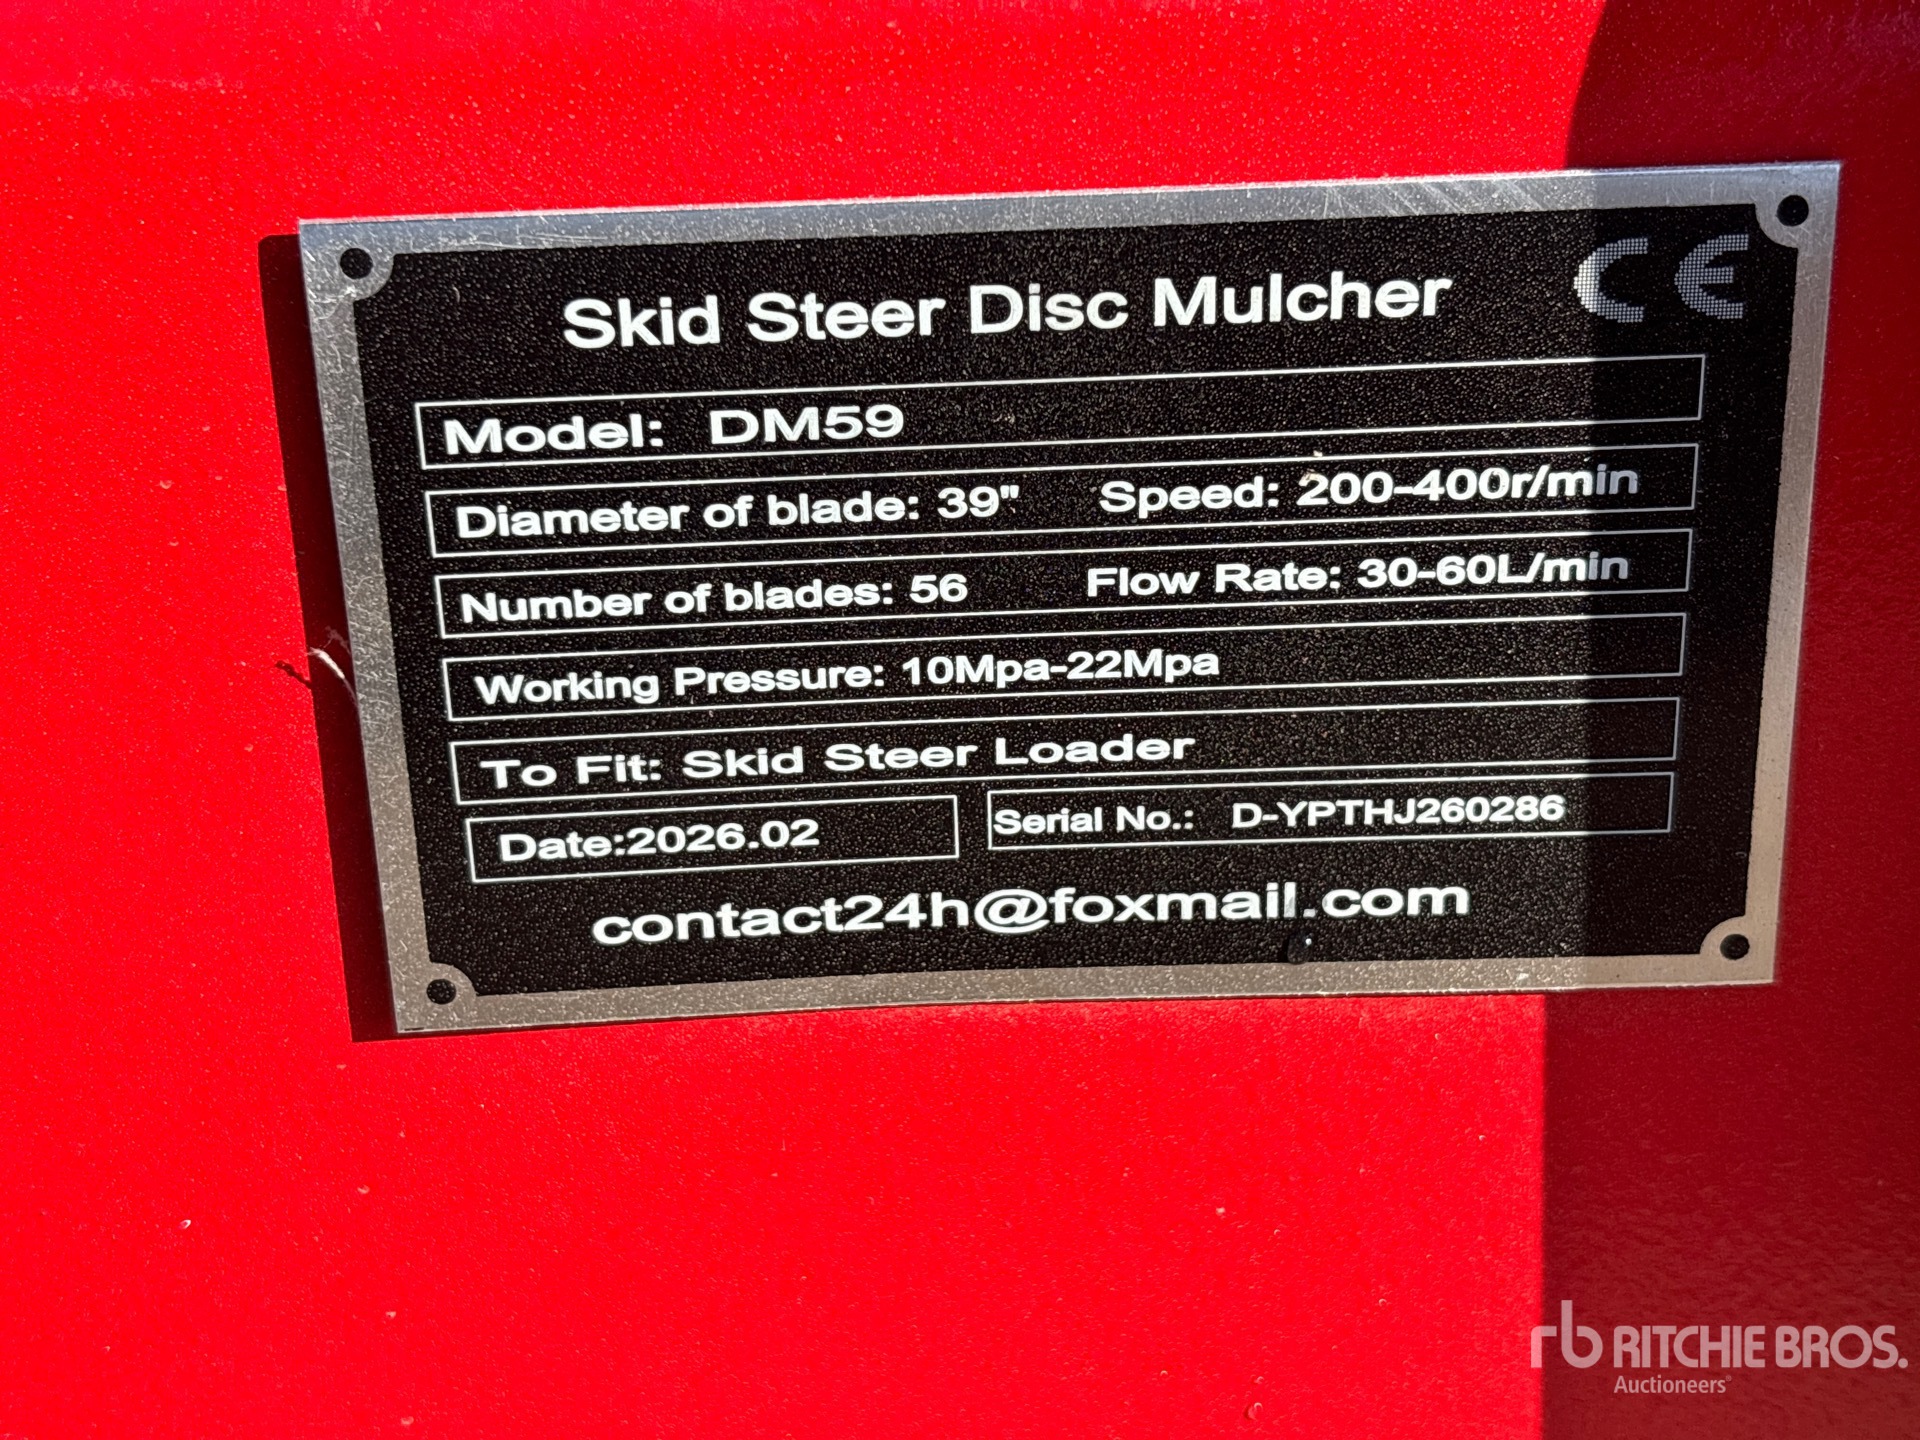 CE
Skid Steer Disc Mulcher
Model: DM59
Diameter of blade: 39" Speed: 200-400r/min
Number of blades: 56 Flow Rate: 30-60L/min
Working Pressure: 10Mpa-22Mpa
To Fit: Skid Steer Loader
Date:2026.02 Serial No.: D-YPTHJ260286
contact24h@foxmail.com
rb RITCHIE BROS.
Auctioneers